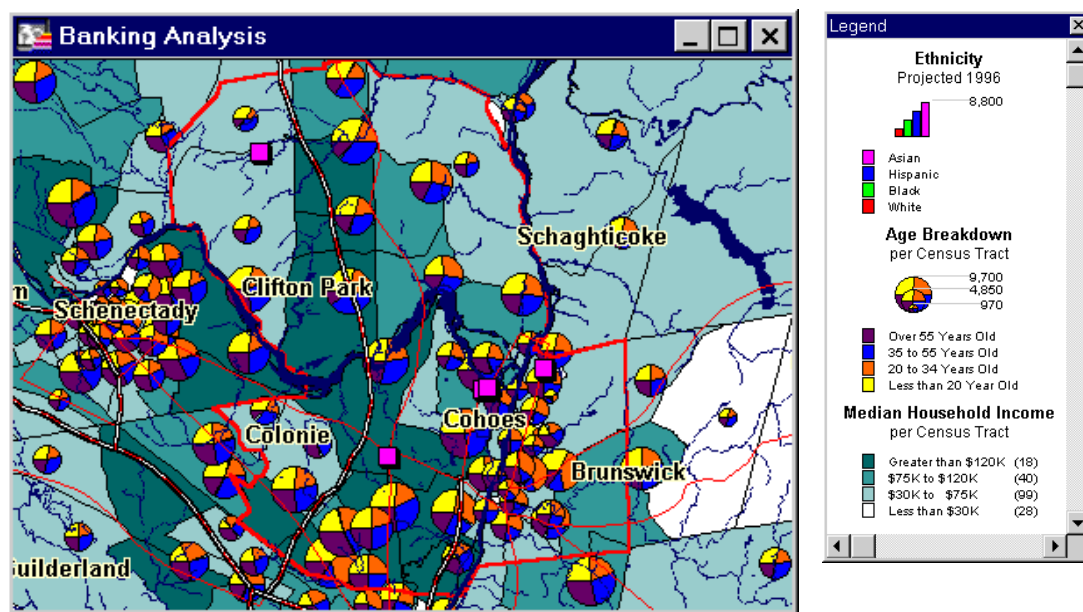 Banking Analysis
Schaghticoke
Clifton Park
Schenectady
Cohoes
Colonie
Brunswick
Guilderland
Legend
Ethnicity
Projected 1996
8,800
Asian
Hispanic
Black
White
Age Breakdown
per Census Tract
9,700
4,850
970
Over 55 Years Old
35 to 55 Years Old
20 to 34 Years Old
Less than 20 Year Old
Median Household Income
per Census Tract
Greater than $120K (18)
$75K to $120K (40)
$30K to $75K (99)
Less than $30K (28)